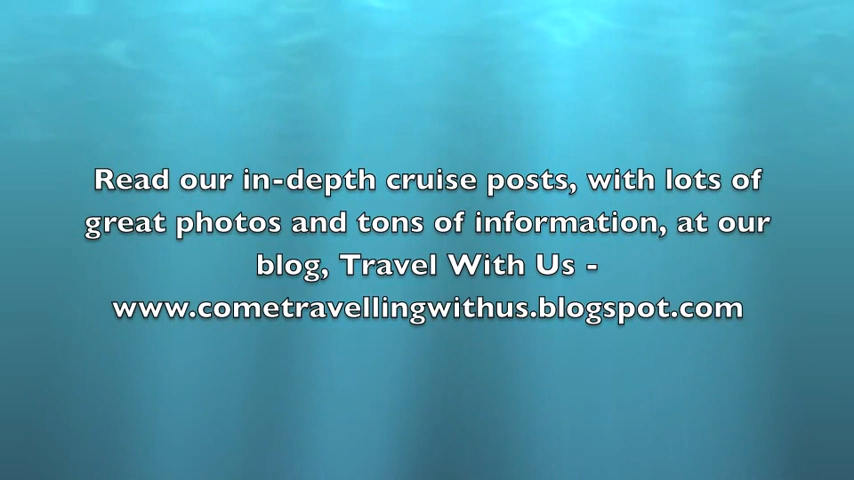 Read our in-depth cruise posts, with lots of
great photos and tons of information, at our
blog, Travel With Us -
www.cometravellingwithus.blogspot.com